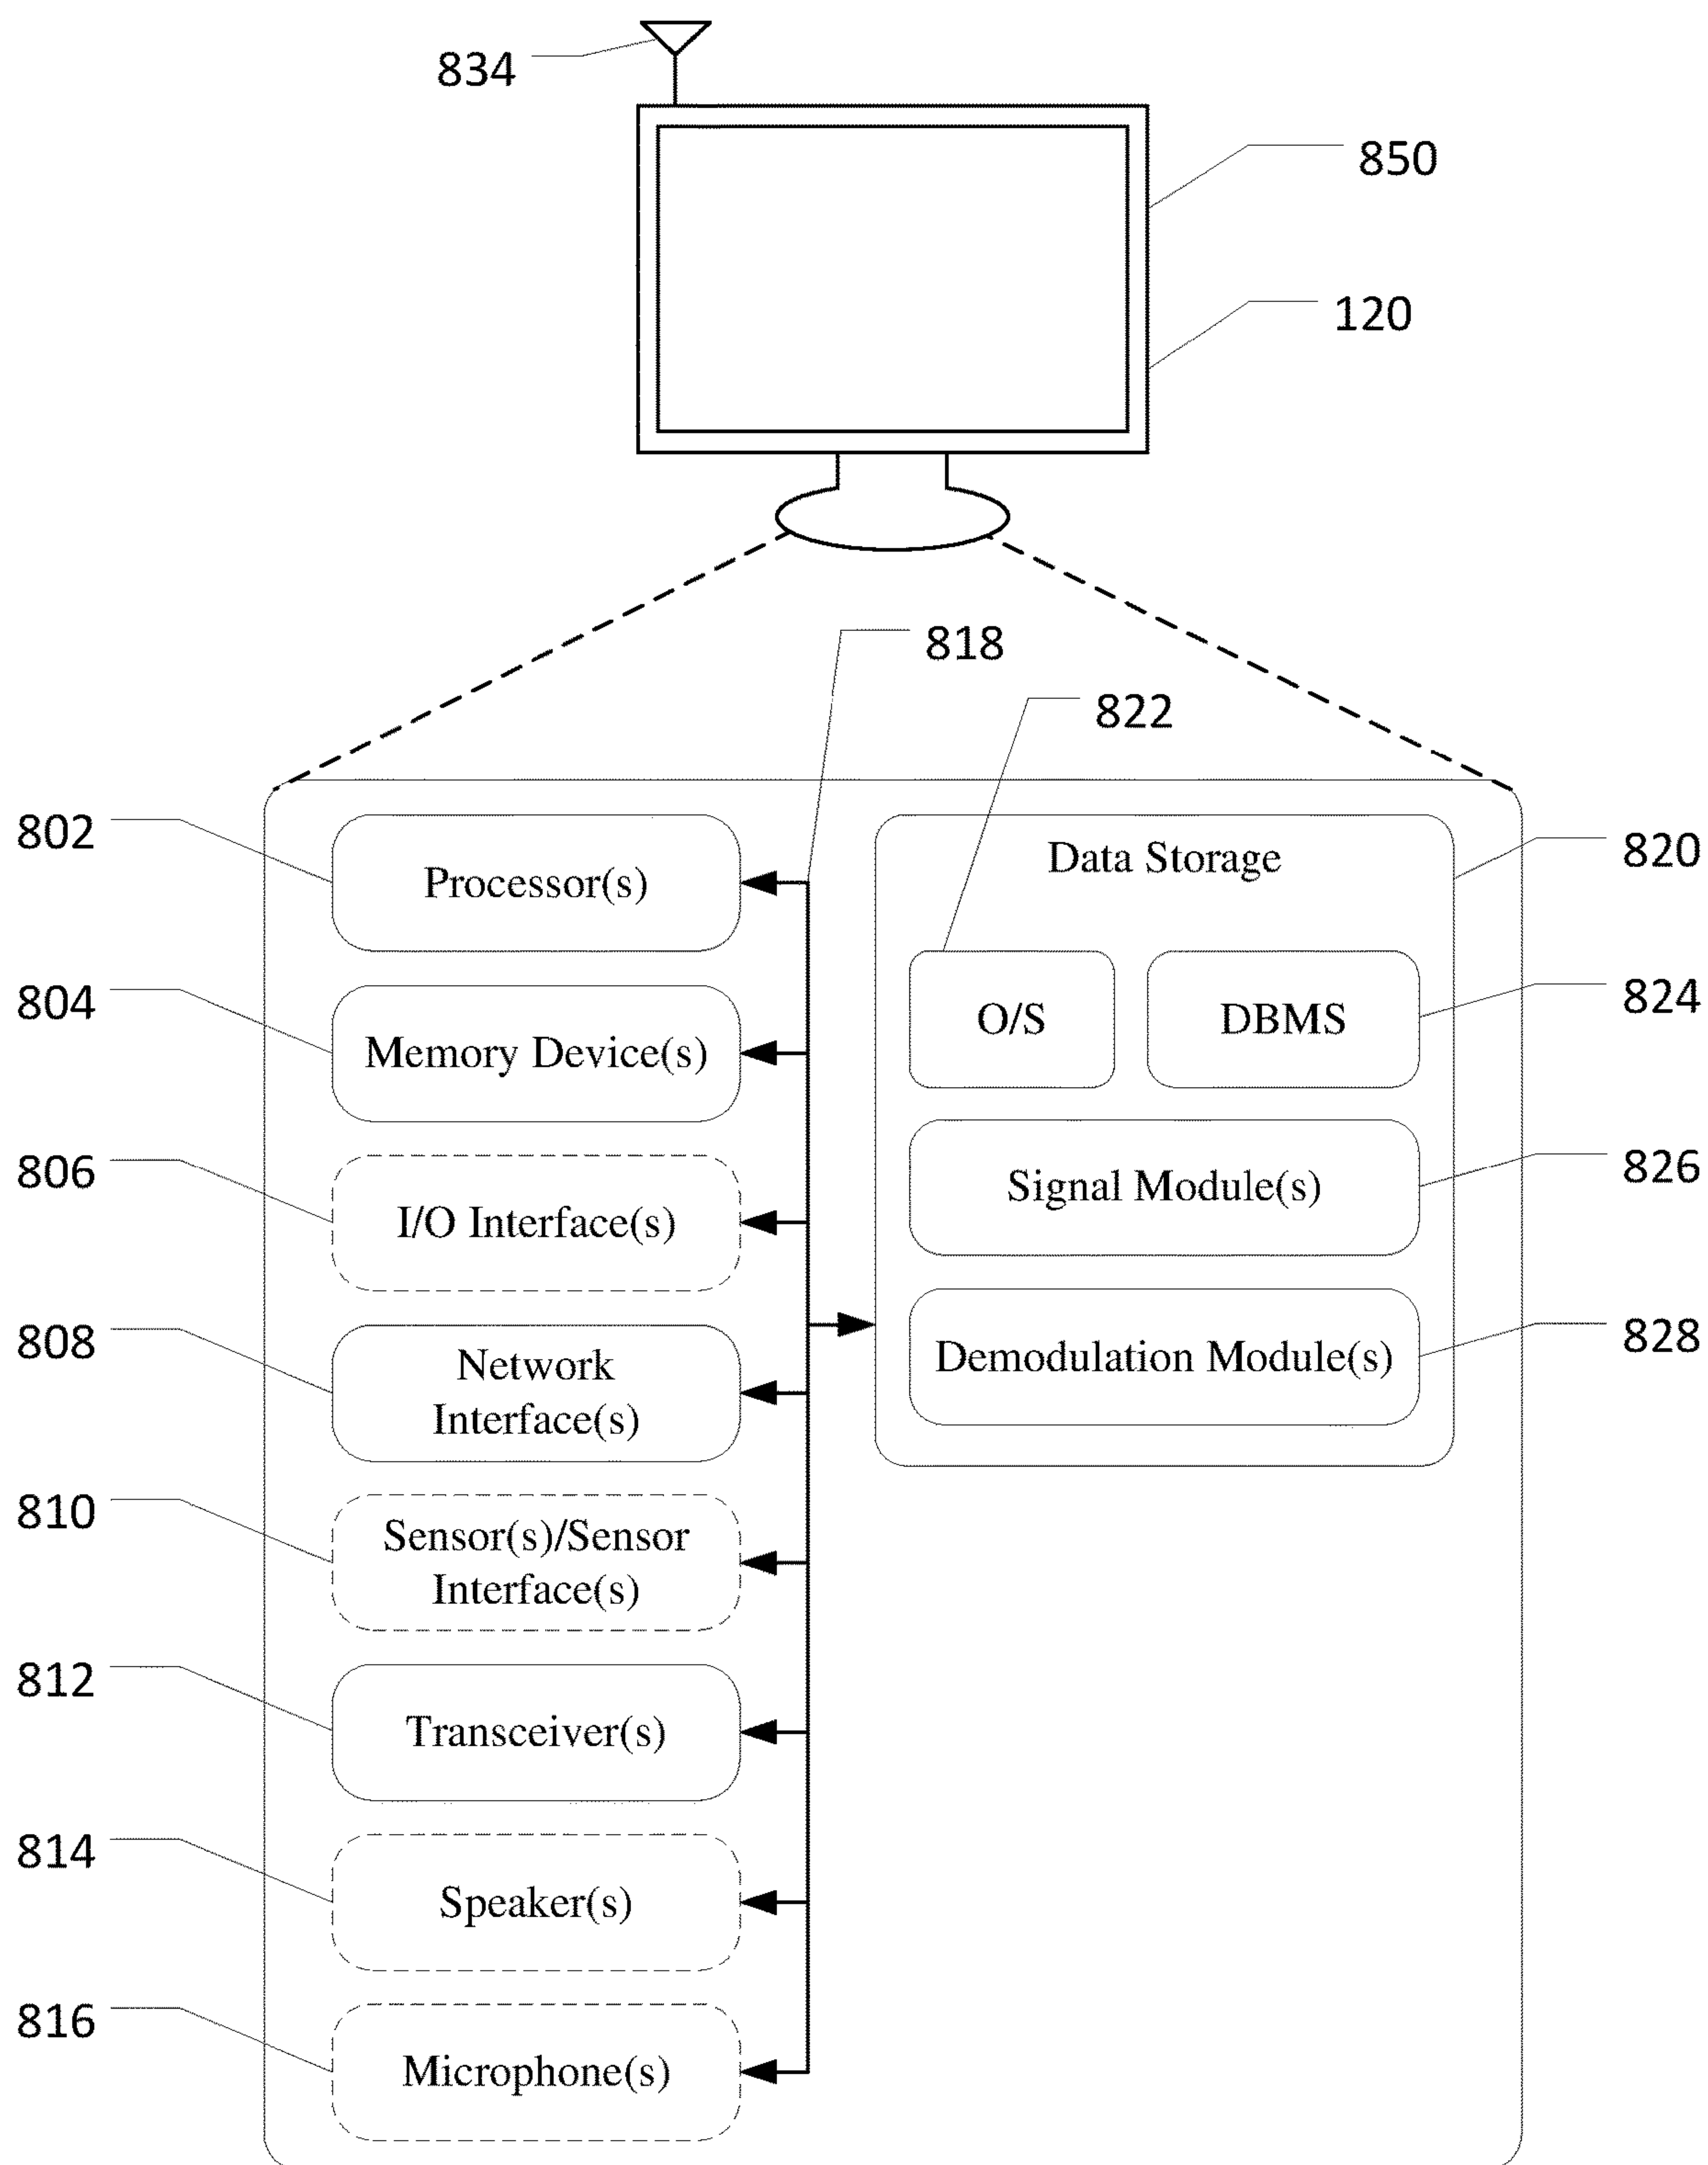 834
850
120
818
822
802
Processor(s)
Data Storage
820
804
Memory Device(s)
O/S
DBMS
824
806
I/O Interface(s)
Signal Module(s)
826
808
Network
Interface(s)
Demodulation Module(s)
828
810
Sensor(s)/Sensor
Interface(s)
812
Transceiver(s)
814
Speaker(s)
816
Microphone(s)